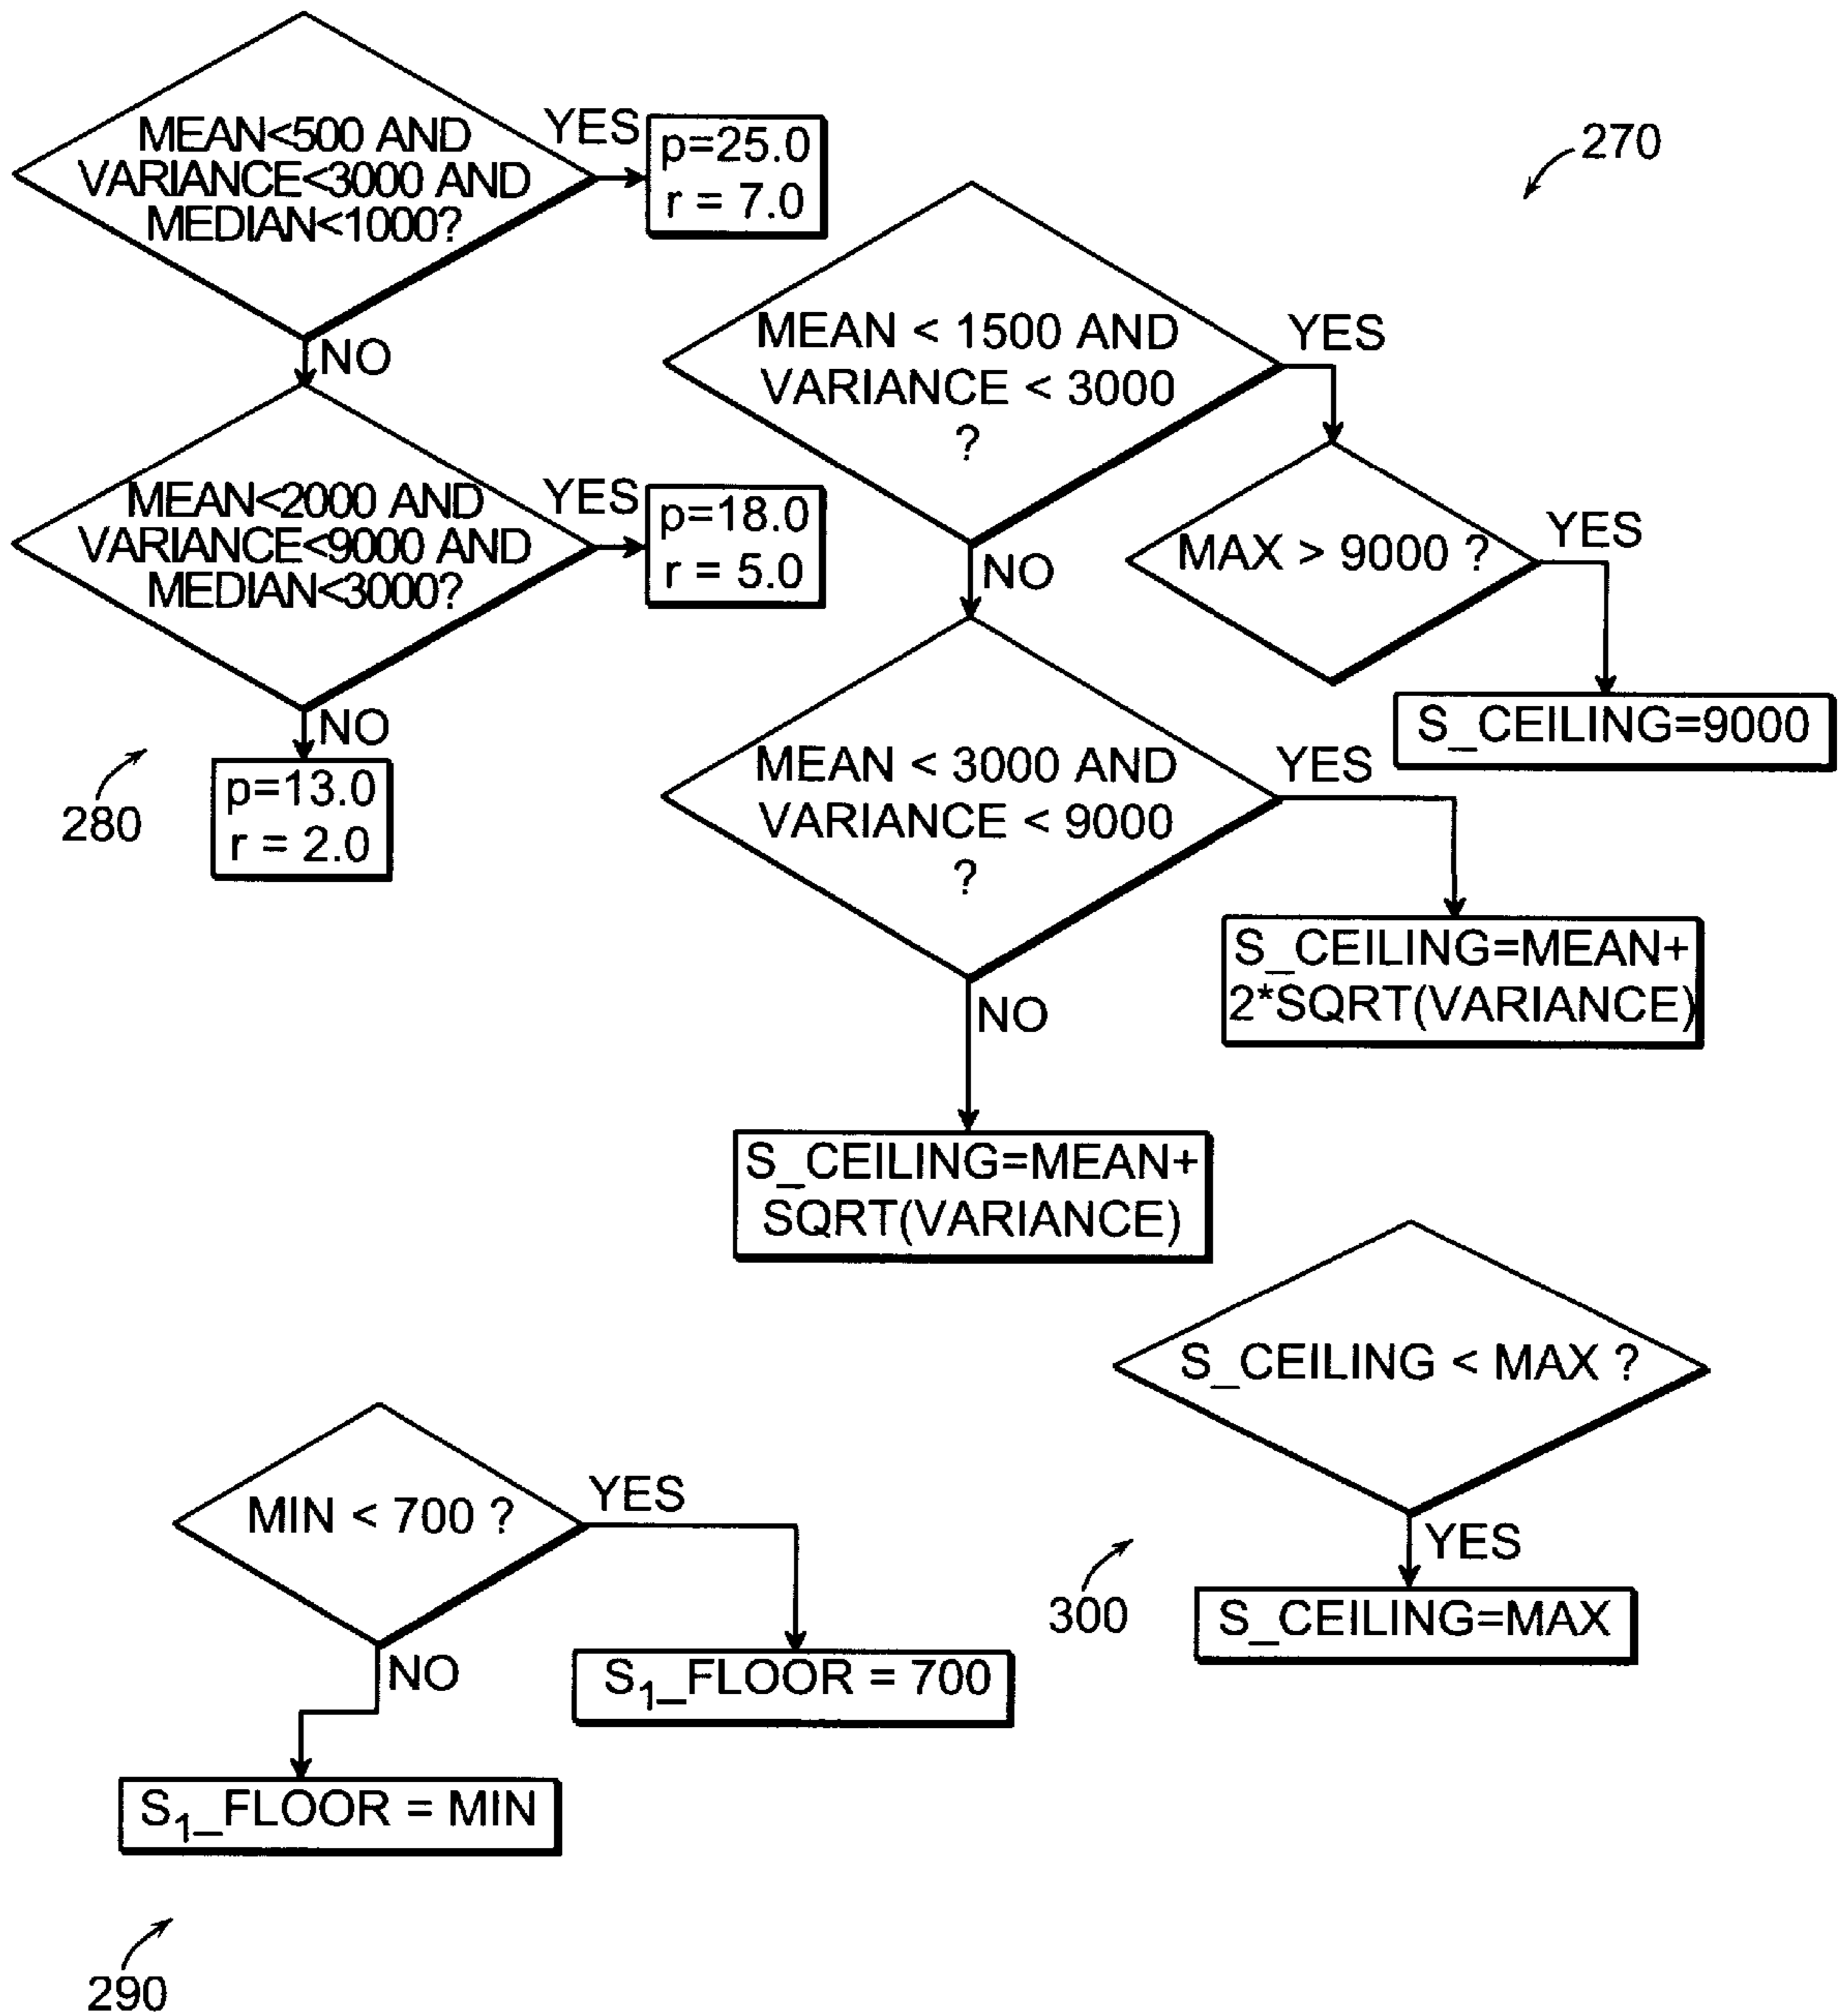 MEAN<500 AND
VARIANCE<3000 AND
MEDIAN<1000?
YES
p=25.0
r = 7.0
NO
MEAN<2000 AND
VARIANCE<9000 AND
MEDIAN<3000?
YES
p=18.0
r = 5.0
NO
p=13.0
r = 2.0
280
270
MEAN < 1500 AND
VARIANCE < 3000
?
YES
MAX > 9000 ?
YES
S_CEILING=9000
NO
MEAN < 3000 AND
VARIANCE < 9000
?
YES
S_CEILING=MEAN+
2*SQRT(VARIANCE)
NO
S_CEILING=MEAN+
SQRT(VARIANCE)
S_CEILING < MAX ?
YES
S_CEILING=MAX
300
MIN < 700 ?
YES
S₁_FLOOR = 700
NO
S₁_FLOOR = MIN
290